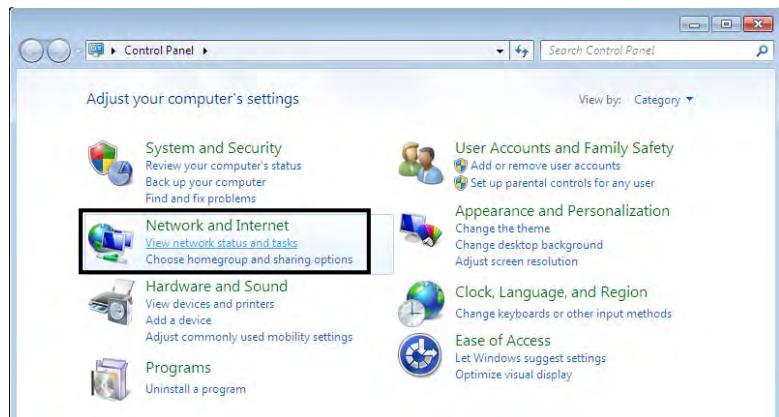 Control Panel
Search Control Panel
Adjust your computer's settings
View by: Category
System and Security
Review your computer's status
Back up your computer
Find and fix problems
Network and Internet
View network status and tasks
Choose homegroup and sharing options
Hardware and Sound
View devices and printers
Add a device
Adjust commonly used mobility settings
Programs
Uninstall a program
User Accounts and Family Safety
Add or remove user accounts
Set up parental controls for any user
Appearance and Personalization
Change the theme
Change desktop background
Adjust screen resolution
Clock, Language, and Region
Change keyboards or other input methods
Ease of Access
Let Windows suggest settings
Optimize visual display